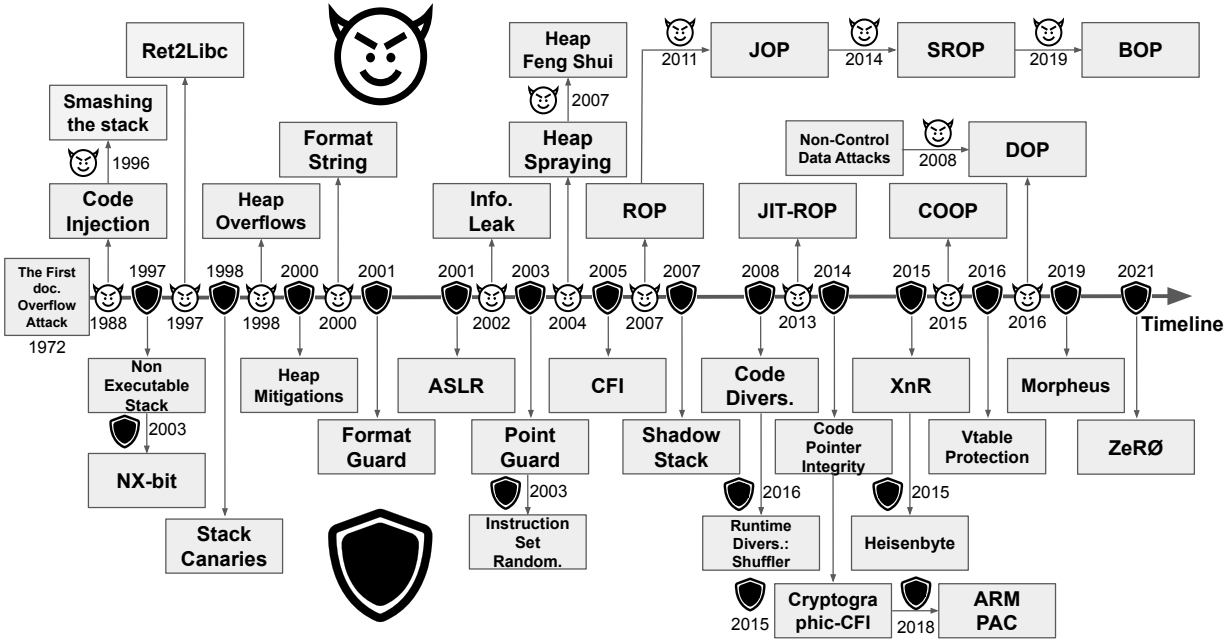 Ret2Libc
Heap
Feng Shui
2007
2011
JOP
2014
SROP
2019
BOP
Smashing
the stack
1996
Code
Injection
Heap
Overflows
Format
String
Info.
Leak
Heap
Spraying
ROP
JIT-ROP
Non-Control
Data Attacks
2008
DOP
COOP
The First
doc.
Overflow
Attack
1972
1997
1998
2000
2001
2001
2003
2005
2007
2008
2014
2015
2016
2019
2021
1988
1997
1998
2000
2002
2004
2007
2013
2015
2016
Timeline
Non
Executable
Stack
2003
NX-bit
Stack
Canaries
Heap
Mitigations
Format
Guard
ASLR
Point
Guard
2003
Instruction
Set
Random.
CFI
Shadow
Stack
Code
Divers.
2016
Runtime
Divers.:
Shuffler
Code
Pointer
Integrity
2015
Cryptogra
phic-CFI
2018
ARM
PAC
XnR
2015
Heisenbyte
Vtable
Protection
Morpheus
ZeRØ